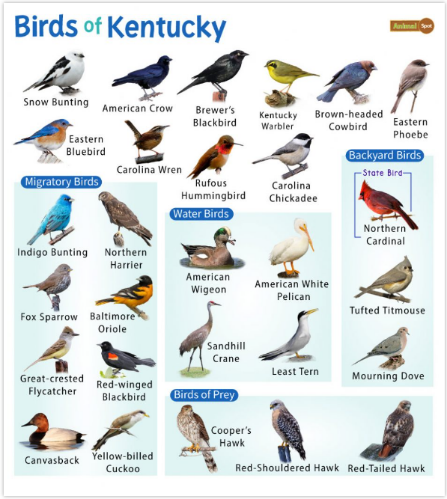 Birds of Kentucky
Animal Spot
Snow Bunting
American Crow
Brewer's
Blackbird
Kentucky
Warbler
Brown-headed
Cowbird
Eastern
Phoebe
Eastern
Bluebird
Carolina Wren
Rufous
Hummingbird
Carolina
Chickadee
Migratory Birds
Indigo Bunting
Northern
Harrier
Fox Sparrow
Baltimore
Oriole
Great-crested
Flycatcher
Red-winged
Blackbird
Canvasback
Yellow-billed
Cuckoo
Water Birds
American
Wigeon
American White
Pelican
Sandhill
Crane
Least Tern
Backyard Birds
State Bird
Northern
Cardinal
Tufted Titmouse
Mourning Dove
Birds of Prey
Cooper's
Hawk
Red-Shouldered Hawk
Red-Tailed Hawk